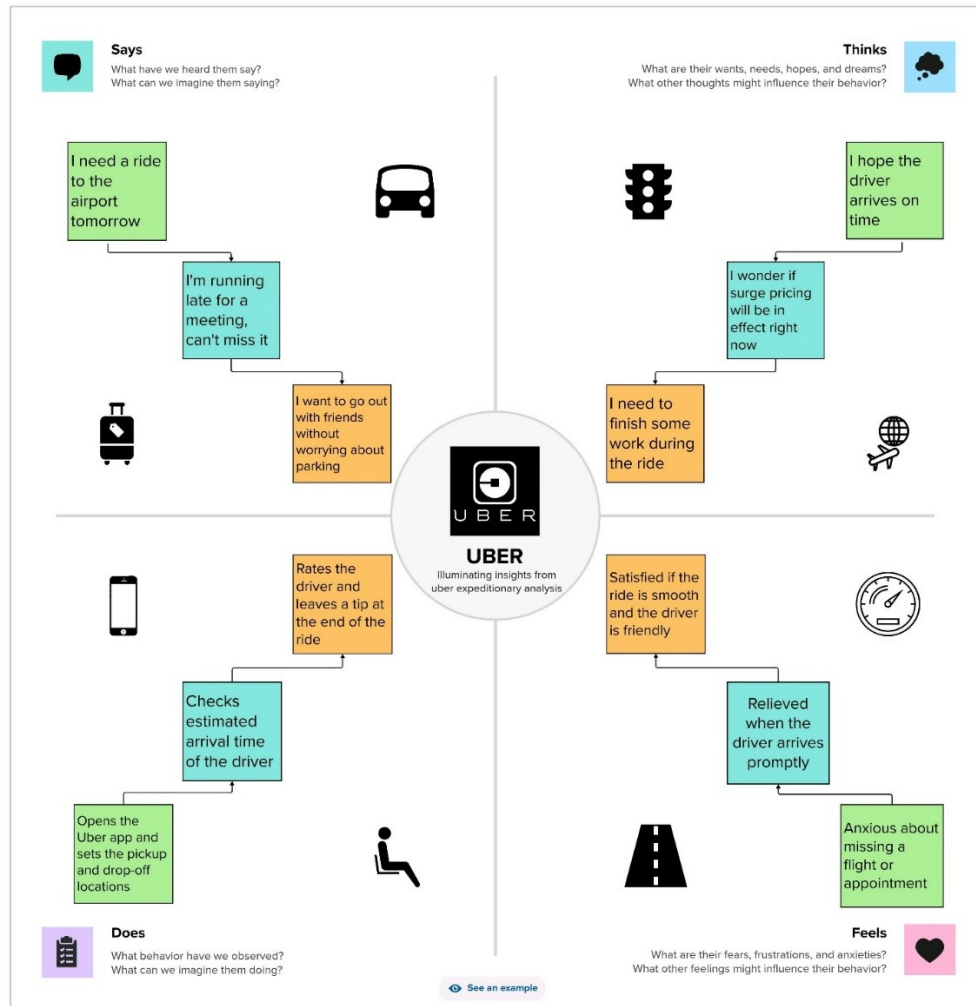 Says
What have we heard them say?
What can we imagine them saying?
Thinks
What are their wants, needs, hopes, and dreams?
What other thoughts might influence their behavior?
I need a ride
to the
airport
tomorrow
I'm running
late for a
meeting,
can't miss it
I want to go out
with friends
without
worrying about
parking
I hope the
driver
arrives on
time
I wonder if
surge pricing
will be in
effect right
now
I need to
finish some
work during
the ride
UBER
UBER
Illuminating insights from
uber expeditionary analysis
Rates the
driver and
leaves a tip at
the end of the
ride
Checks
estimated
arrival time
of the driver
Opens the
Uber app and
sets the pickup
and drop-off
locations
Satisfied if the
ride is smooth
and the driver
is friendly
Relieved when the
driver arrives
promptly
Anxious about
missing a
flight or
appointment
Does
What behavior have we observed?
What can we imagine them doing?
Feels
What are their fears, frustrations, and anxieties?
What other feelings might influence their behavior?
See an example